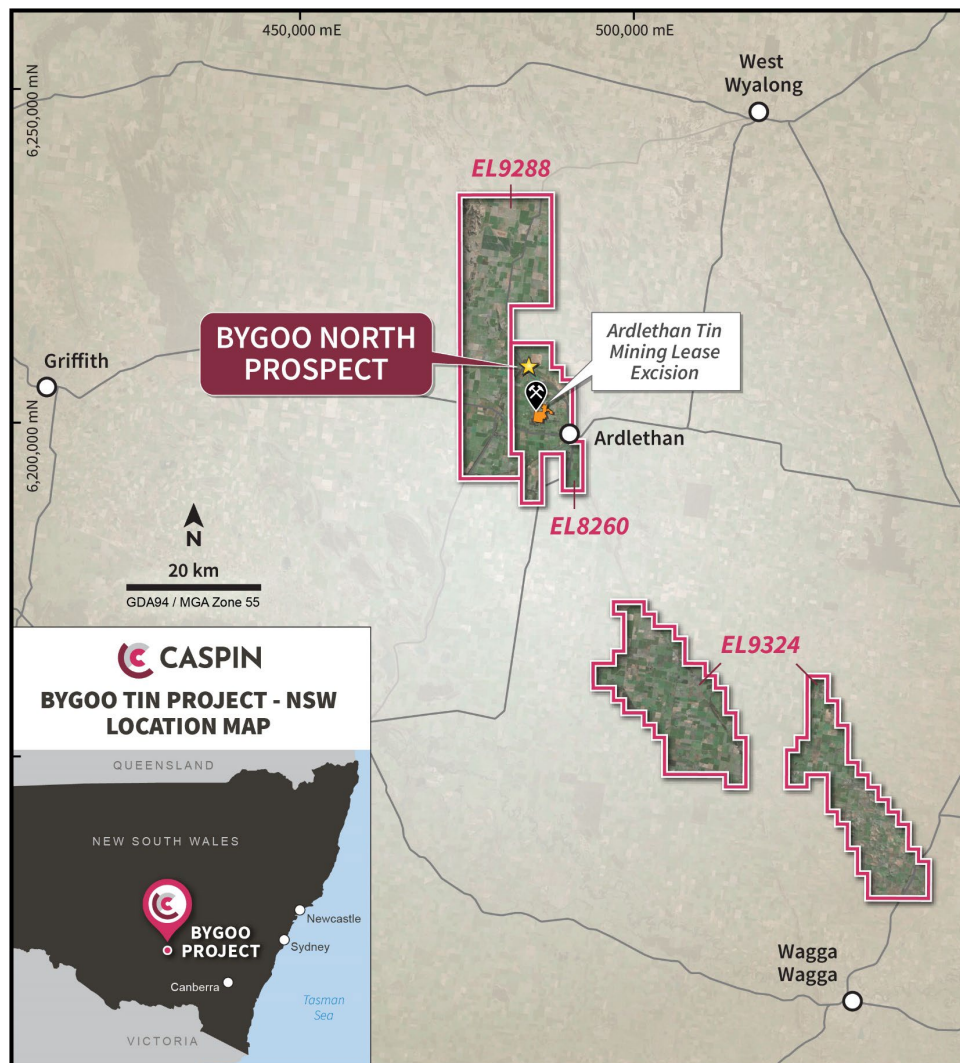 450,000 mE
500,000 mE
6,250,000 mN
West
Wyalong
EL9288
BYGOO NORTH
PROSPECT
Ardlethan Tin
Mining Lease
Excision
Griffith
6,200,000 mN
Ardlethan
EL8260
N
20 km
GDA94 / MGA Zone 55
EL9324
CASPIN
BYGOO TIN PROJECT - NSW
LOCATION MAP
QUEENSLAND
NEW SOUTH WALES
C
Newcastle
BYGOO
PROJECT
Sydney
Canberra
Tasman
Sea
VICTORIA
Wagga
Wagga